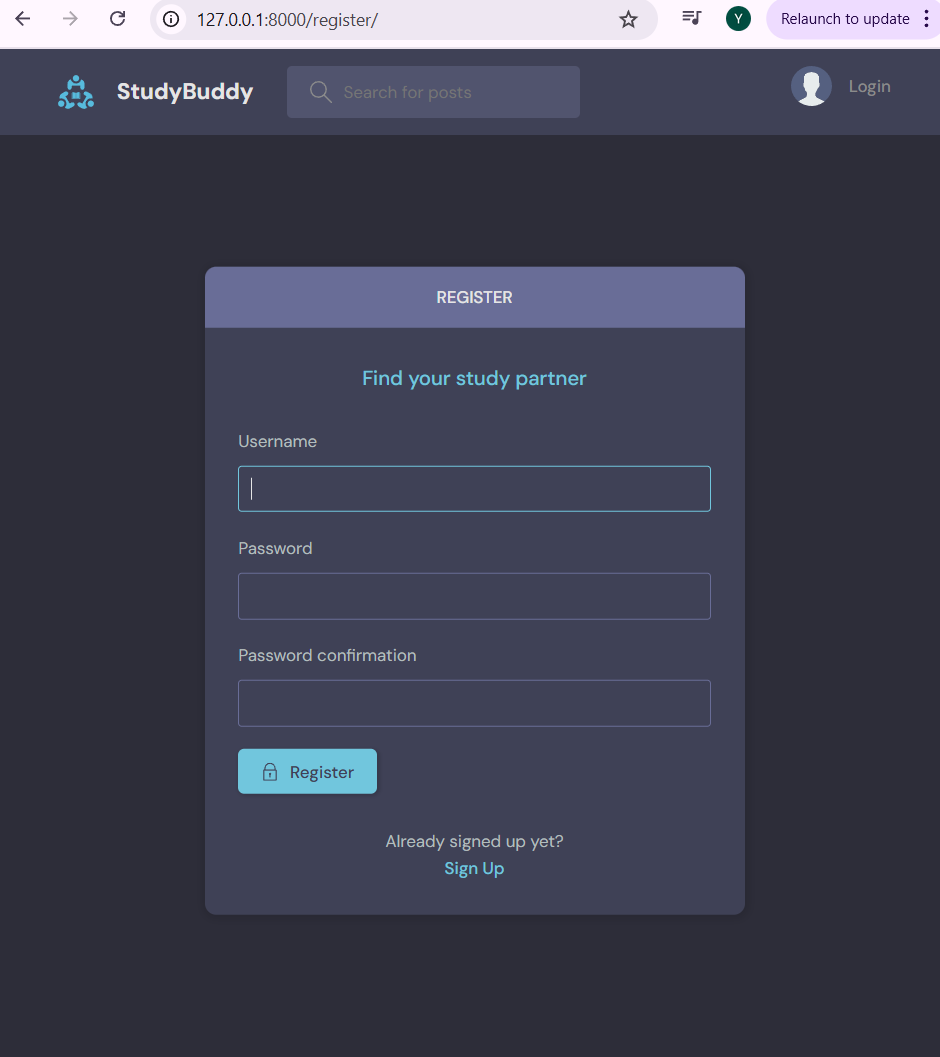 127.0.0.1:8000/register/
Y
Relaunch to update
StudyBuddy
Search for posts
Login
REGISTER
Find your study partner
Username
Password
Password confirmation
Register
Already signed up yet?
Sign Up